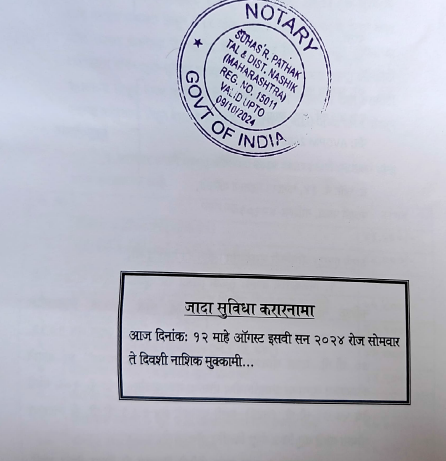 NOTARY
SUHAS R. PATHAK
TAL & DIST. NASHIK
(MAHARASHTRA)
REG. NO. 15011
VALID UPTO
09/10/2024
★ GOVT OF INDIA
जादा सुविधा करारनामा
आज दिनांक: १२ माहे ऑगस्ट इसवी सन २०२४ रोज सोमवार
ते दिवशी नाशिक मुक्कामी...